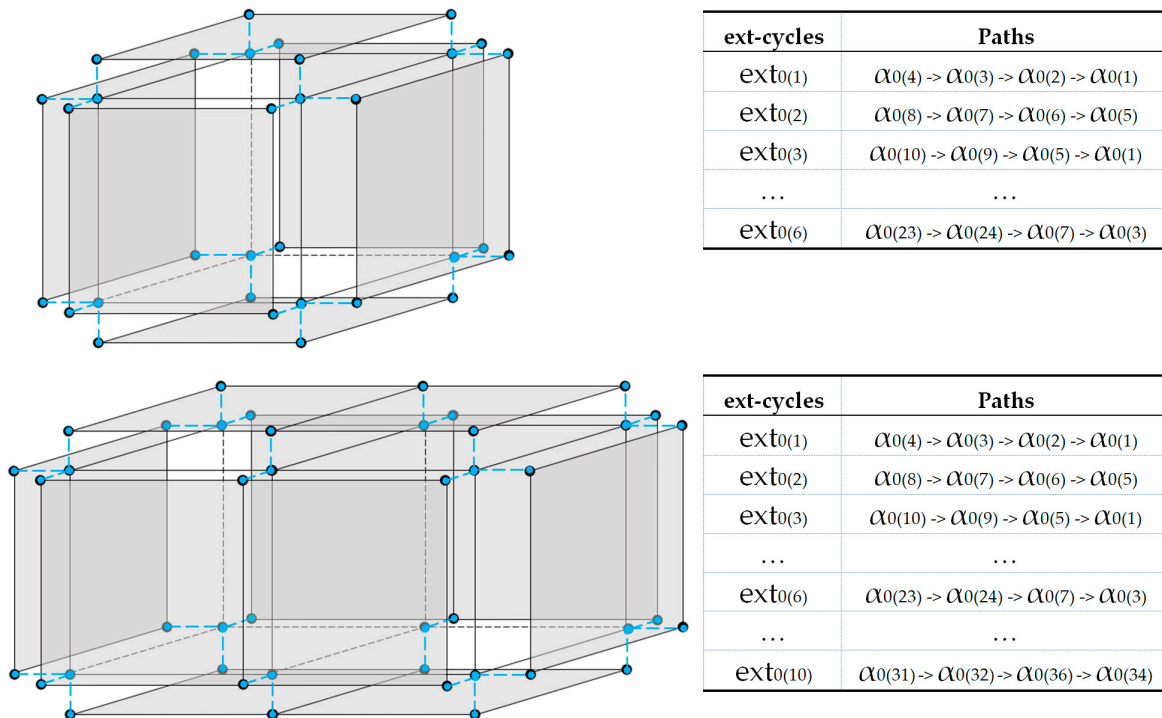 ext-cycles Paths
ext0(1) α0(4) -> α0(3) -> α0(2) -> α0(1)
ext0(2) α0(8) -> α0(7) -> α0(6) -> α0(5)
ext0(3) α0(10) -> α0(9) -> α0(5) -> α0(1)
... ...
ext0(6) α0(23) -> α0(24) -> α0(7) -> α0(3)
ext-cycles Paths
ext0(1) α0(4) -> α0(3) -> α0(2) -> α0(1)
ext0(2) α0(8) -> α0(7) -> α0(6) -> α0(5)
ext0(3) α0(10) -> α0(9) -> α0(5) -> α0(1)
... ...
ext0(6) α0(23) -> α0(24) -> α0(7) -> α0(3)
... ...
ext0(10) α0(31) -> α0(32) -> α0(36) -> α0(34)